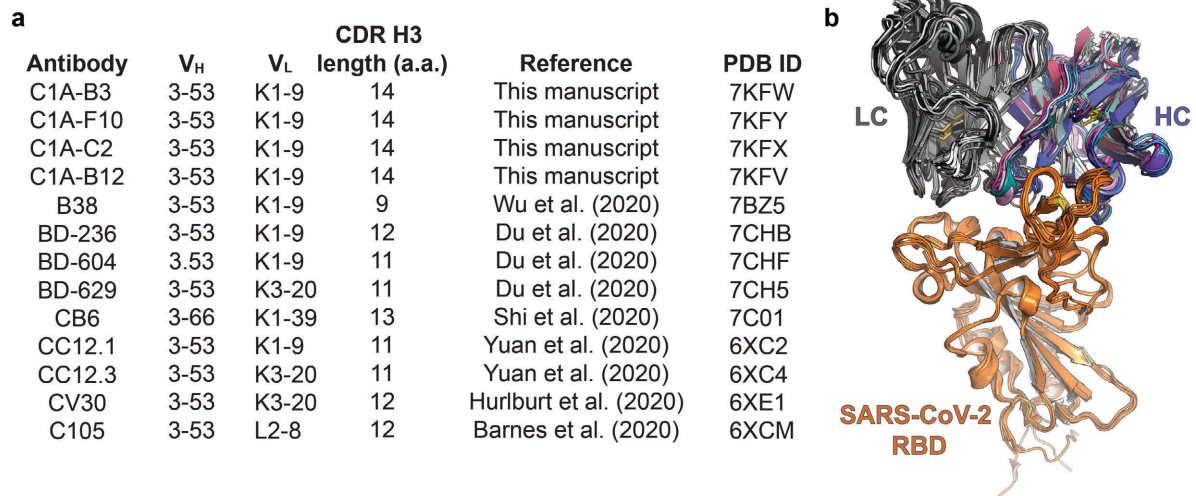 a
b
CDR H3
Antibody VH VL length (a.a.) Reference PDB ID
C1A-B3 3-53 K1-9 14 This manuscript 7KFW
C1A-F10 3-53 K1-9 14 This manuscript 7KFY
C1A-C2 3-53 K1-9 14 This manuscript 7KFX
C1A-B12 3-53 K1-9 14 This manuscript 7KFV
B38 3-53 K1-9 9 Wu et al. (2020) 7BZ5
BD-236 3-53 K1-9 12 Du et al. (2020) 7CHB
BD-604 3.53 K1-9 11 Du et al. (2020) 7CHF
BD-629 3-53 K3-20 11 Du et al. (2020) 7CH5
CB6 3-66 K1-39 13 Shi et al. (2020) 7C01
CC12.1 3-53 K1-9 11 Yuan et al. (2020) 6XC2
CC12.3 3-53 K3-20 11 Yuan et al. (2020) 6XC4
CV30 3-53 K3-20 12 Hurlburt et al. (2020) 6XE1
C105 3-53 L2-8 12 Barnes et al. (2020) 6XCM
LC
HC
SARS-CoV-2
RBD